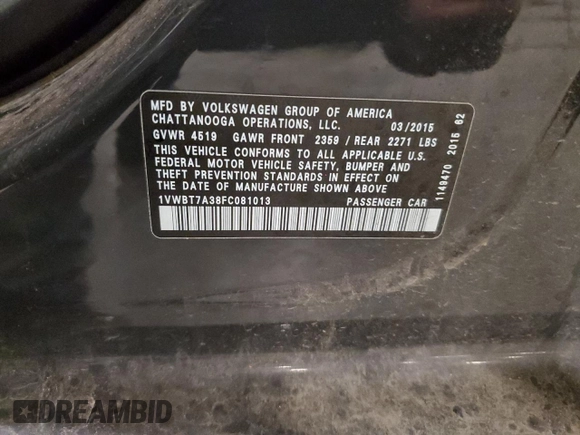 MFD BY VOLKSWAGEN GROUP OF AMERICA
CHATTANOOGA OPERATIONS, LLC. 03/2015
GVWR 4519 GAWR FRONT 2359 / REAR 2271 LBS
THIS VEHICLE CONFORMS TO ALL APPLICABLE U.S.
FEDERAL MOTOR VEHICLE SAFETY, BUMPER AND
THEFT PREVENTION STANDARDS IN EFFECT ON
THE DATE OF MANUFACTURE SHOWN ABOVE
1VWBT7A38FC081013 PASSENGER CAR
1149470 2015 62
DREAMBID